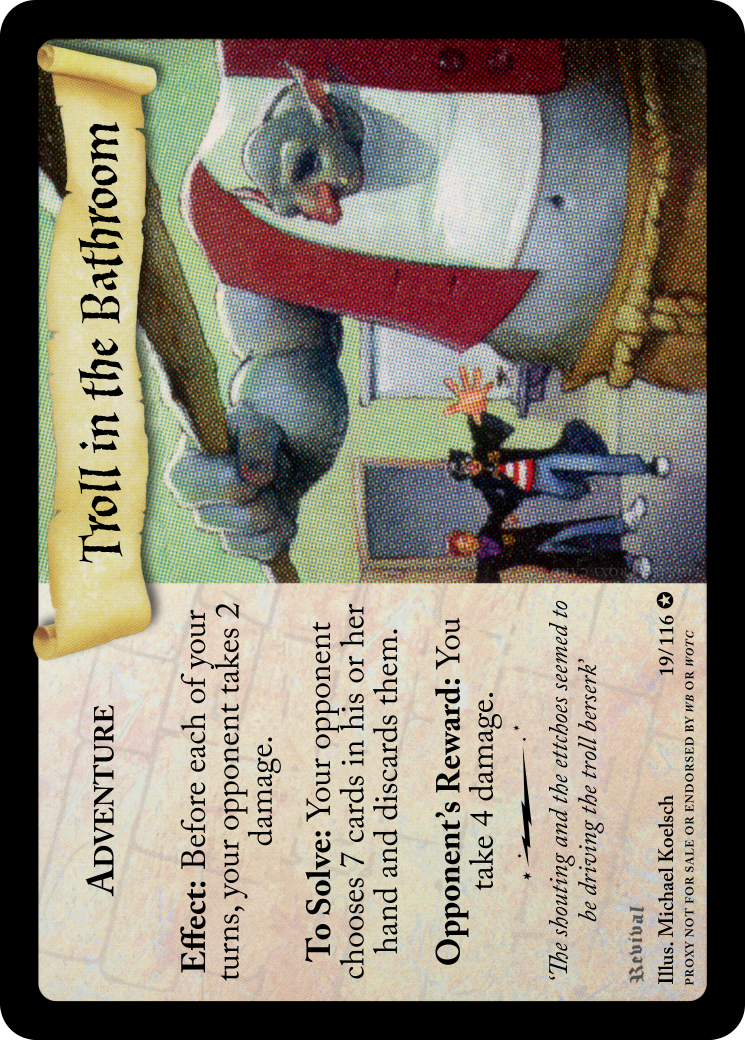 Troll in the Bathroom
ADVENTURE
Effect: Before each of your
turns, your opponent takes 2
damage.
To Solve: Your opponent
chooses 7 cards in his or her
hand and discards them.
Opponent's Reward: You
take 4 damage.
'The shouting and the ettchoes seemed to
be driving the troll berserk'
Revival
Illus. Michael Koelsch 19/116
PROXY NOT FOR SALE OR ENDORSED BY WB OR WOTC